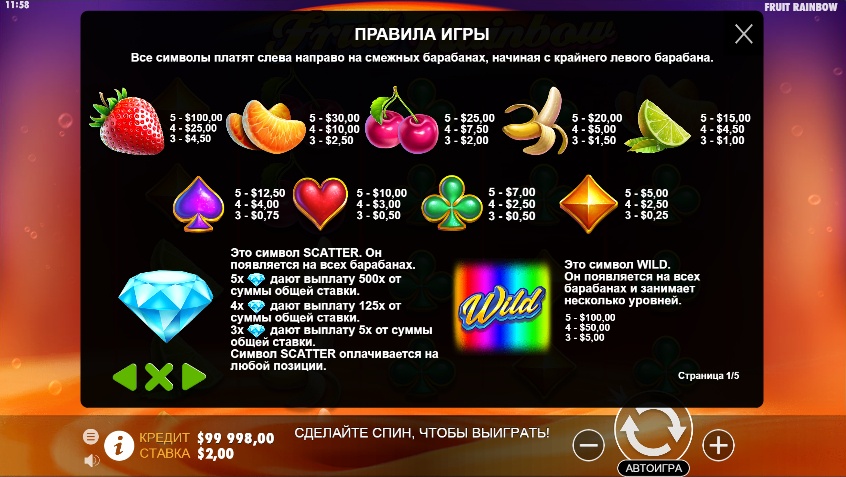 11:58
FRUIT RAINBOW
ПРАВИЛА ИГРЫ
Все символы платят слева направо на смежных барабанах, начиная с крайнего левого барабана.
5 - $100,00
4 - $25,00
3 - $4,50
5 - $30,00
4 - $10,00
3 - $2,50
5 - $25,00
4 - $7,50
3 - $2,00
5 - $20,00
4 - $5,00
3 - $1,50
5 - $15,00
4 - $4,50
3 - $1,00
5 - $12,50
4 - $4,00
3 - $0,75
5 - $10,00
4 - $3,00
3 - $0,50
5 - $7,00
4 - $2,50
3 - $0,50
5 - $5,00
4 - $2,50
3 - $0,25
Это символ SCATTER. Он
появляется на всех барабанах.
5x дают выплату 500x от
суммы общей ставки.
4x дают выплату 125x от
суммы общей ставки.
3x дают выплату 5x от суммы
общей ставки.
Символ SCATTER оплачивается на
любой позиции.
Wild
Это символ WILD.
Он появляется на всех
барабанах и занимает
несколько уровней.
5 - $100,00
4 - $50,00
3 - $5,00
Страница 1/5
КРЕДИТ $99 998,00
СТАВКА $2,00
СДЕЛАЙТЕ СПИН, ЧТОБЫ ВЫИГРАТЬ!
АВТОИГРА